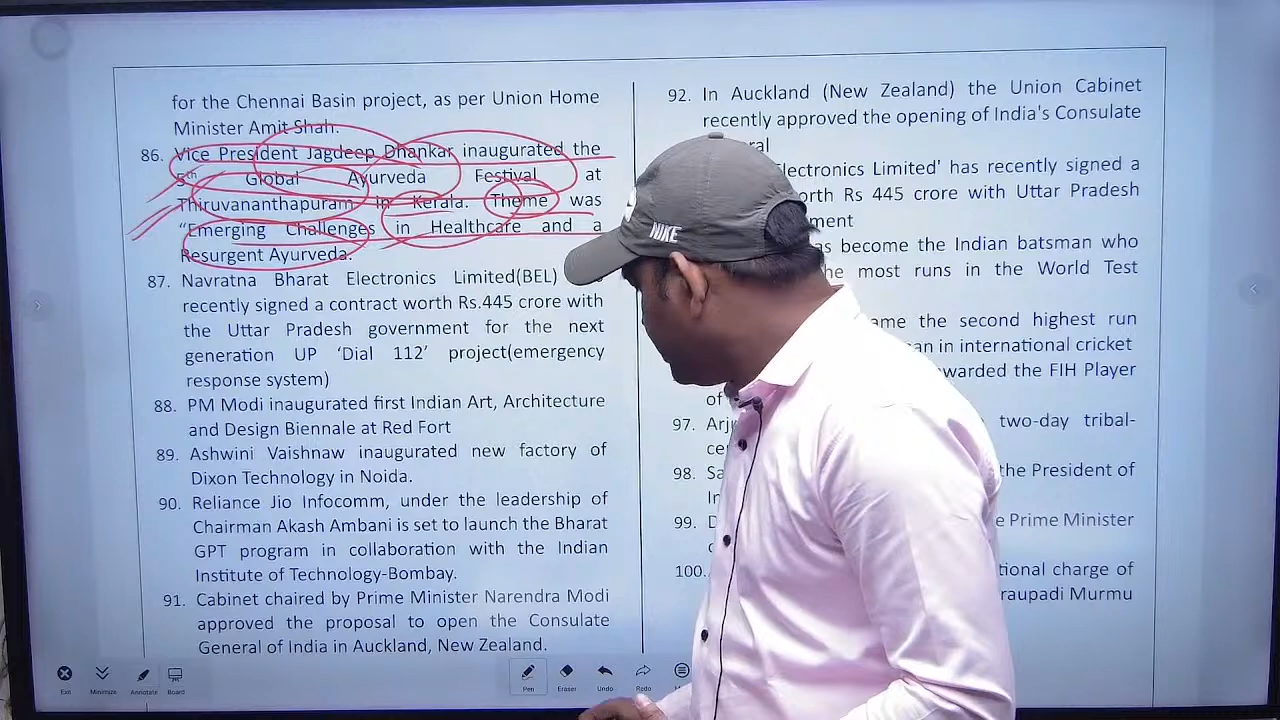 for the Chennai Basin project, as per Union Home
Minister Amit Shah.
86. Vice President Jagdeep Dhankar inaugurated the
5th Global Ayurveda Festival at
Thiruvananthapuram in Kerala. Theme was
“Emerging Challenges in Healthcare and a
Resurgent Ayurveda.
87. Navratna Bharat Electronics Limited(BEL)
recently signed a contract worth Rs.445 crore with
the Uttar Pradesh government for the next
generation UP ‘Dial 112’ project(emergency
response system)
88. PM Modi inaugurated first Indian Art, Architecture
and Design Biennale at Red Fort
89. Ashwini Vaishnaw inaugurated new factory of
Dixon Technology in Noida.
90. Reliance Jio Infocomm, under the leadership of
Chairman Akash Ambani is set to launch the Bharat
GPT program in collaboration with the Indian
Institute of Technology-Bombay.
91. Cabinet chaired by Prime Minister Narendra Modi
approved the proposal to open the Consulate
General of India in Auckland, New Zealand.
92. In Auckland (New Zealand) the Union Cabinet
recently approved the opening of India's Consulate
Electronics Limited' has recently signed a
Rs 445 crore with Uttar Pradesh
become the Indian batsman who
most runs in the World Test
the second highest run
in international cricket
the FIH Player
of
97. two-day tribal-
98. the President of
99. Prime Minister
100. charge of
Murmu
NIKE
Exit Minimize Annotate Board Pen Eraser Undo Redo